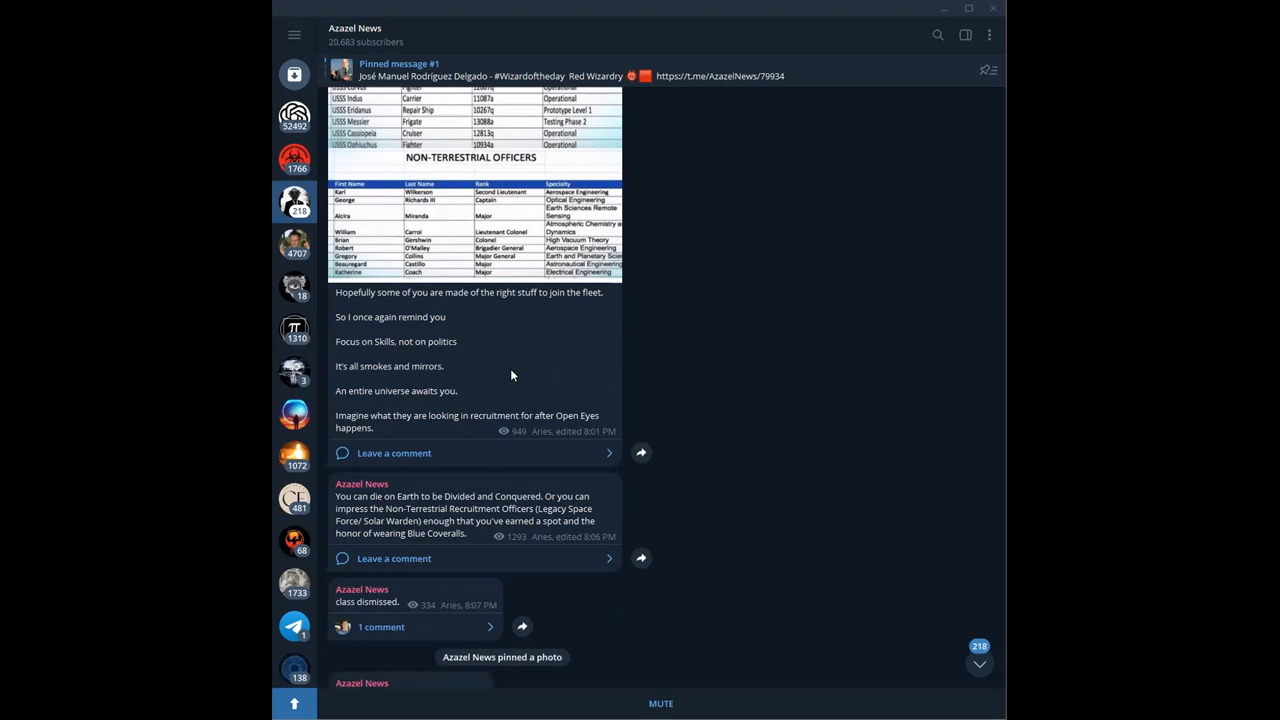 Azazel News
20,683 subscribers
Pinned message #1
José Manuel Rodríguez Delgado - #Wizardoftheday Red Wizardry 👹🟥 https://t.me/AzazelNews/79934
USSS Corvus Fighter Operational
USSS Indus Carrier 11087a Operational
USSS Eridanus Repair Ship 10267q Prototype Level 1
USSS Messier Frigate 13088a Testing Phase 2
USSS Cassiopeia Cruiser 12813q Operational
USSS Ophiuchus Fighter 10934a Operational
NON-TERRESTRIAL OFFICERS
First Name Last Name Rank Specialty
Karl Wilkerson Second Lieutenant Aerospace Engineering
George Richards III Captain Optical Engineering
Alcira Miranda Major Earth Sciences Remote
Sensing
William Carrol Lieutenant Colonel Atmospheric Chemistry a
Dynamics
Brian Gershwin Colonel High Vacuum Theory
Robert O'Malley Brigadier General Aerospace Engineering
Gregory Collins Major General Earth and Planetary Scie
Beauregard Castillo Major Astronautical Engineering
Katherine Coach Major Electrical Engineering
Hopefully some of you are made of the right stuff to join the fleet.
So I once again remind you
Focus on Skills, not on politics
It's all smokes and mirrors.
An entire universe awaits you.
Imagine what they are looking in recruitment for after Open Eyes
happens.
949 Aries, edited 8:01 PM
Leave a comment
Azazel News
You can die on Earth to be Divided and Conquered. Or you can
impress the Non-Terrestrial Recruitment Officers (Legacy Space
Force/ Solar Warden) enough that you've earned a spot and the
honor of wearing Blue Coveralls.
1293 Aries, edited 8:06 PM
Leave a comment
Azazel News
class dismissed.
334 Aries, 8:07 PM
1 comment
Azazel News pinned a photo
Azazel News
MUTE
218
52492
1766
218
4707
18
1310
3
1072
CE
481
68
1733
1
138